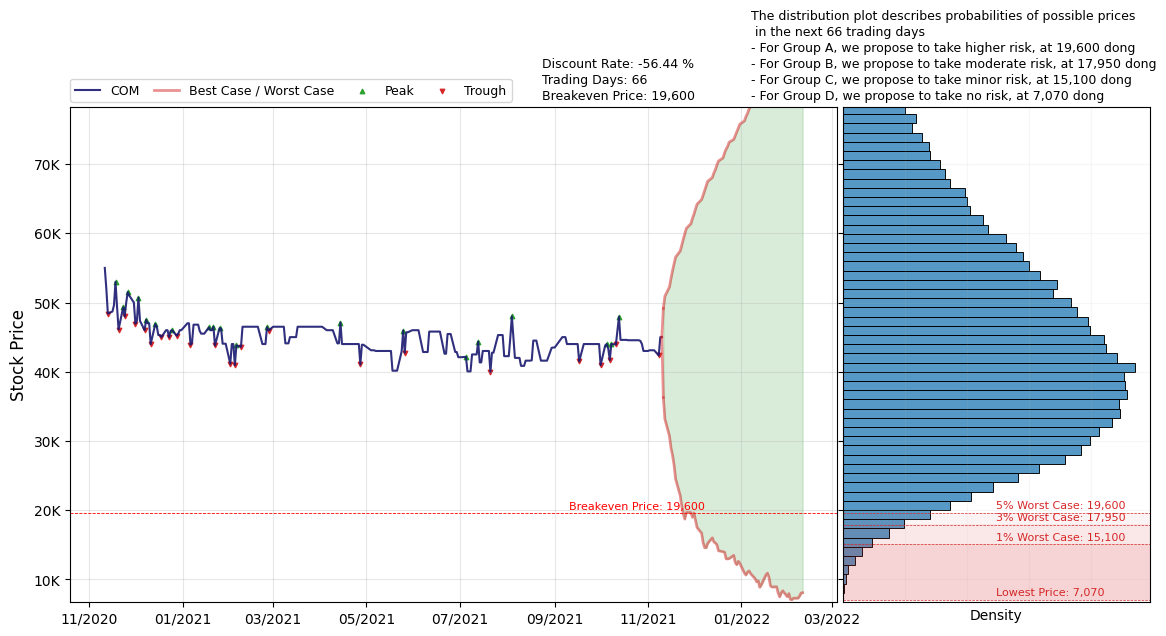 The distribution plot describes probabilities of possible prices
in the next 66 trading days
- For Group A, we propose to take higher risk, at 19,600 dong
- For Group B, we propose to take moderate risk, at 17,950 dong
- For Group C, we propose to take minor risk, at 15,100 dong
- For Group D, we propose to take no risk, at 7,070 dong
Discount Rate: -56.44 %
Trading Days: 66
Breakeven Price: 19,600
COM Best Case / Worst Case Peak Trough
Stock Price
70K
60K
50K
40K
30K
20K
10K
Breakeven Price: 19,600
11/2020 01/2021 03/2021 05/2021 07/2021 09/2021 11/2021 01/2022 03/2022
5% Worst Case: 19,600
3% Worst Case: 17,950
1% Worst Case: 15,100
Lowest Price: 7,070
Density